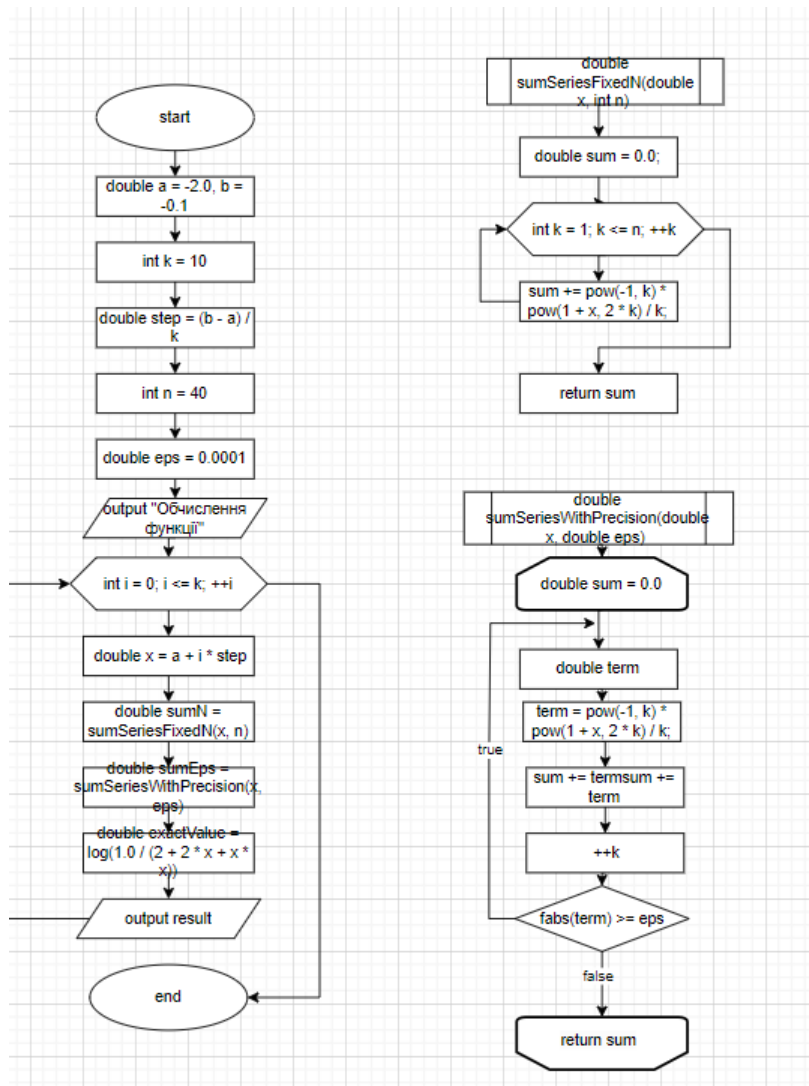 start
double a = -2.0, b =
-0.1
int k = 10
double step = (b - a) /
k
int n = 40
double eps = 0.0001
output "Обчислення
функції"
int i = 0; i <= k; ++i
double x = a + i * step
double sumN =
sumSeriesFixedN(x, n)
double sumEps =
sumSeriesWithPrecision(x,
eps)
double exactValue =
log(1.0 / (2 + 2 * x + x *
x))
output result
end
double
sumSeriesFixedN(double
x, int n)
double sum = 0.0;
int k = 1; k <= n; ++k
sum += pow(-1, k) *
pow(1 + x, 2 * k) / k;
return sum
double
sumSeriesWithPrecision(double
x, double eps)
double sum = 0.0
double term
term = pow(-1, k) *
pow(1 + x, 2 * k) / k;
true
sum += termsum +=
term
++k
fabs(term) >= eps
false
return sum